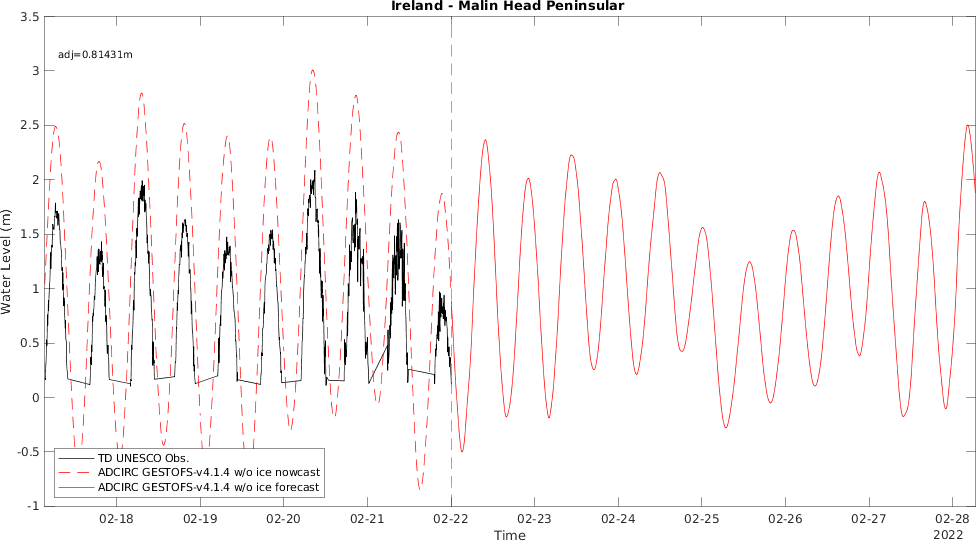 Ireland - Malin Head Peninsular
adj=0.81431m
3.5
3
2.5
2
1.5
1
0.5
0
-0.5
-1
Water Level (m)
TD UNESCO Obs.
ADCIRC GESTOFS-v4.1.4 w/o ice nowcast
ADCIRC GESTOFS-v4.1.4 w/o ice forecast
02-18 02-19 02-20 02-21 02-22 02-23 02-24 02-25 02-26 02-27 02-28
Time
2022